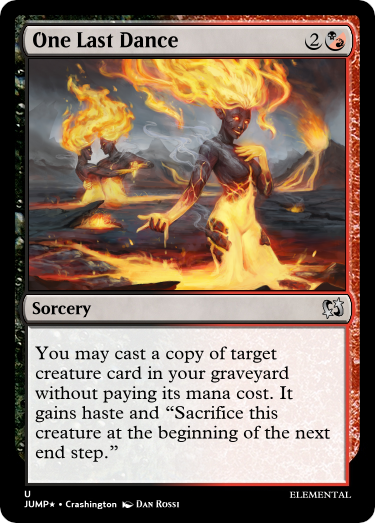 One Last Dance 2
Sorcery
You may cast a copy of target
creature card in your graveyard
without paying its mana cost. It
gains haste and “Sacrifice this
creature at the beginning of the next
end step.”
U
JUMP★ • Crashington Dan Rossi
ELEMENTAL